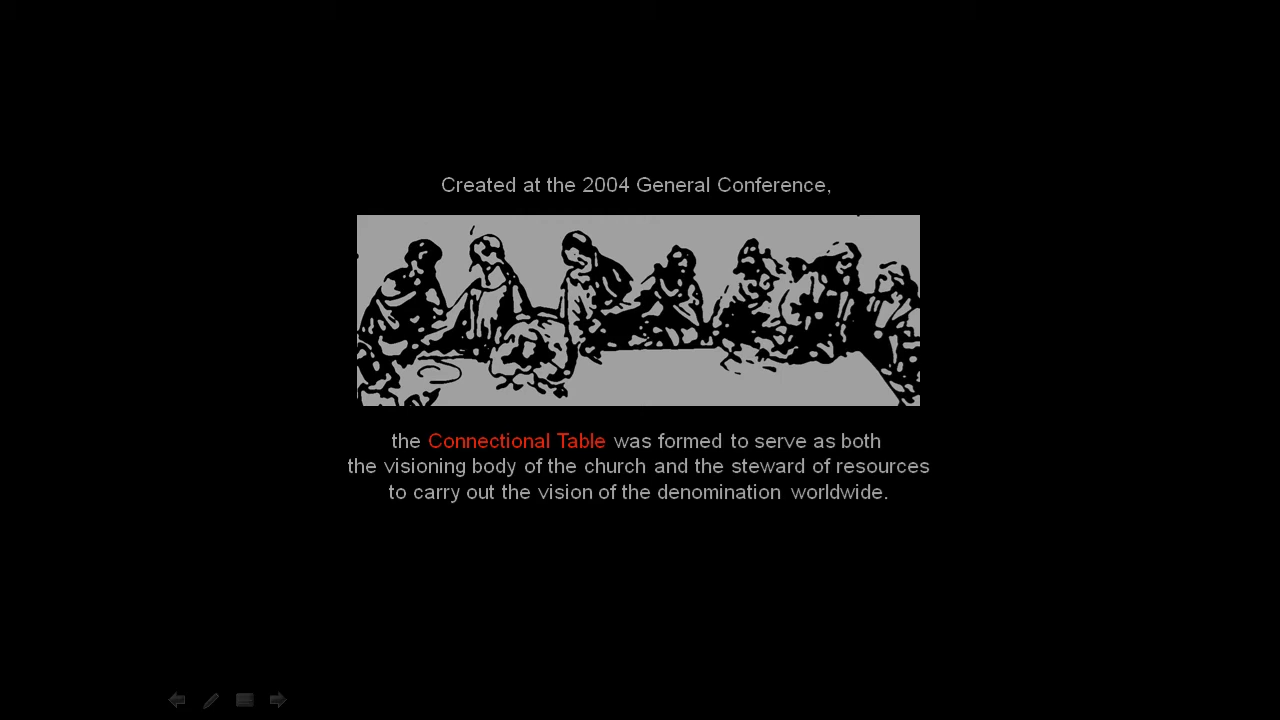 Created at the 2004 General Conference,
the Connectional Table was formed to serve as both
the visioning body of the church and the steward of resources
to carry out the vision of the denomination worldwide.